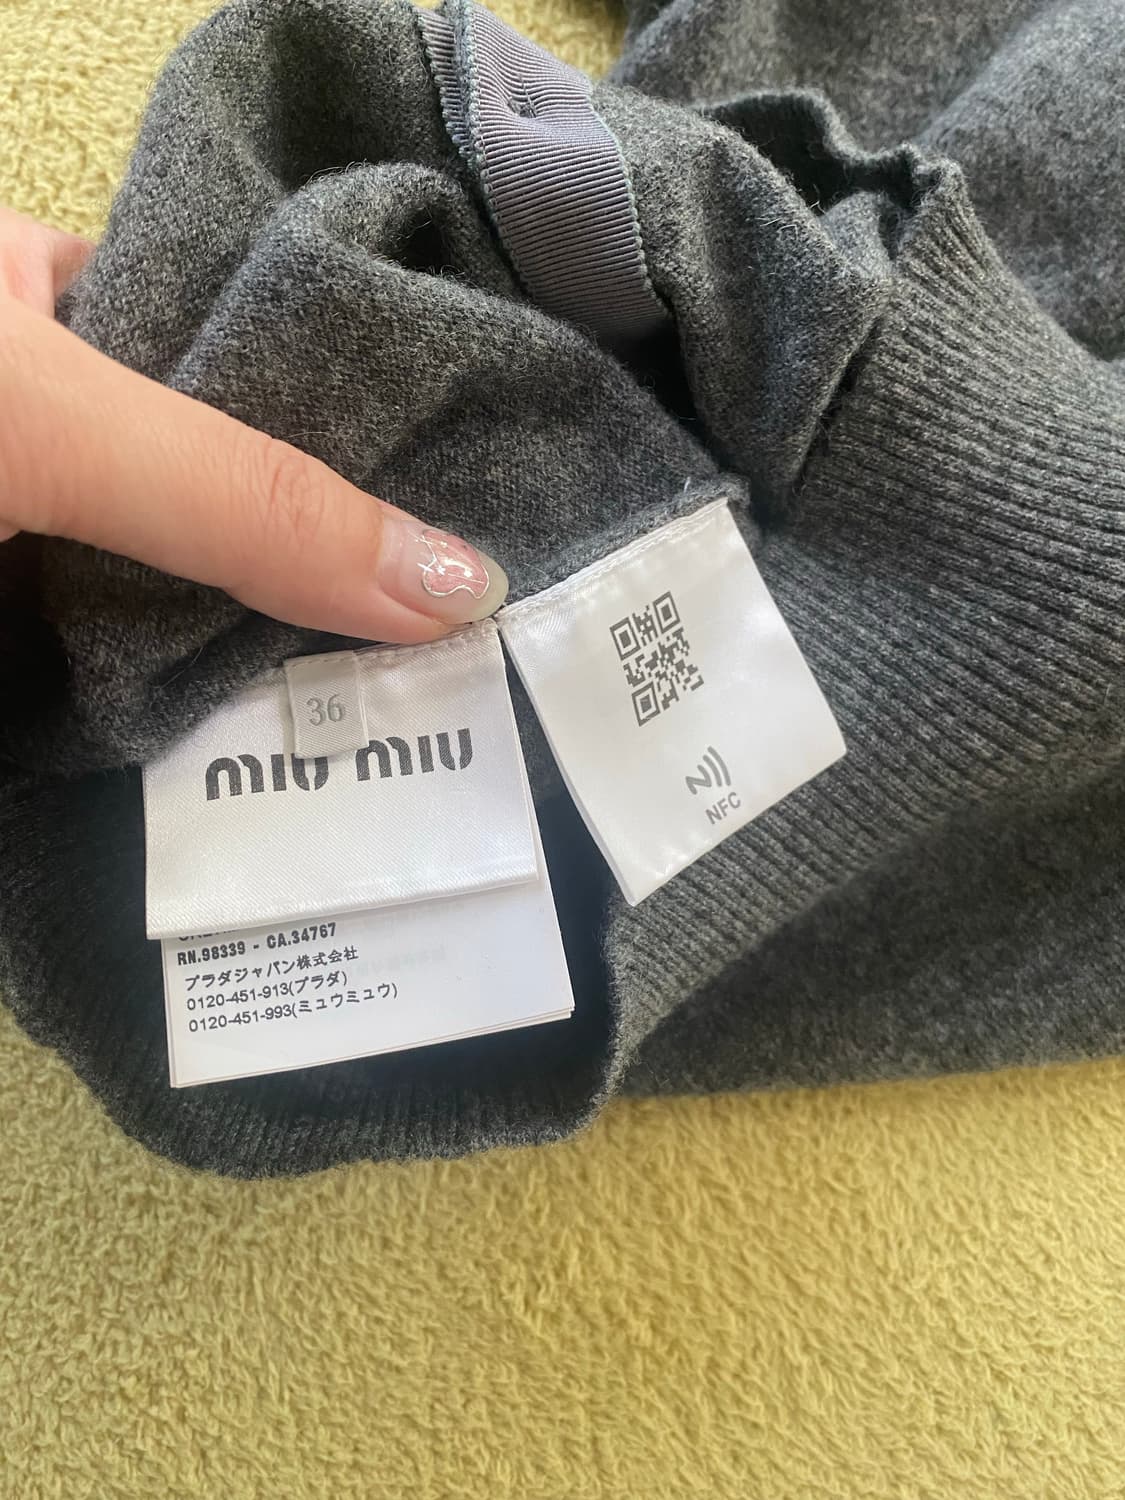 36
miu miu
RN.98339 - CA.34767
プラダジャパン株式会社
0120-451-913(プラダ)
0120-451-993(ミュウミュウ)
NFC